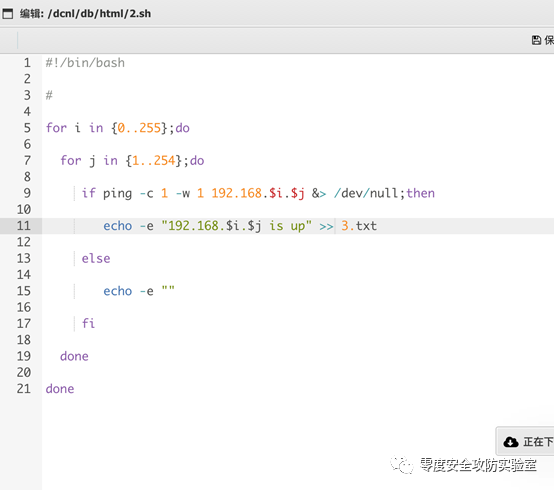 编辑: /dcnl/db/html/2.sh
保
1 #!/bin/bash
2
3 #
4
5 for i in {0..255};do
6
7 for j in {1..254};do
8
9 if ping -c 1 -w 1 192.168.$i.$j &> /dev/null;then
10
11 echo -e "192.168.$i.$j is up" >> 3.txt
12
13 else
14
15 echo -e ""
16
17 fi
18
19 done
20
21 done
正在下
零度安全攻防实验室